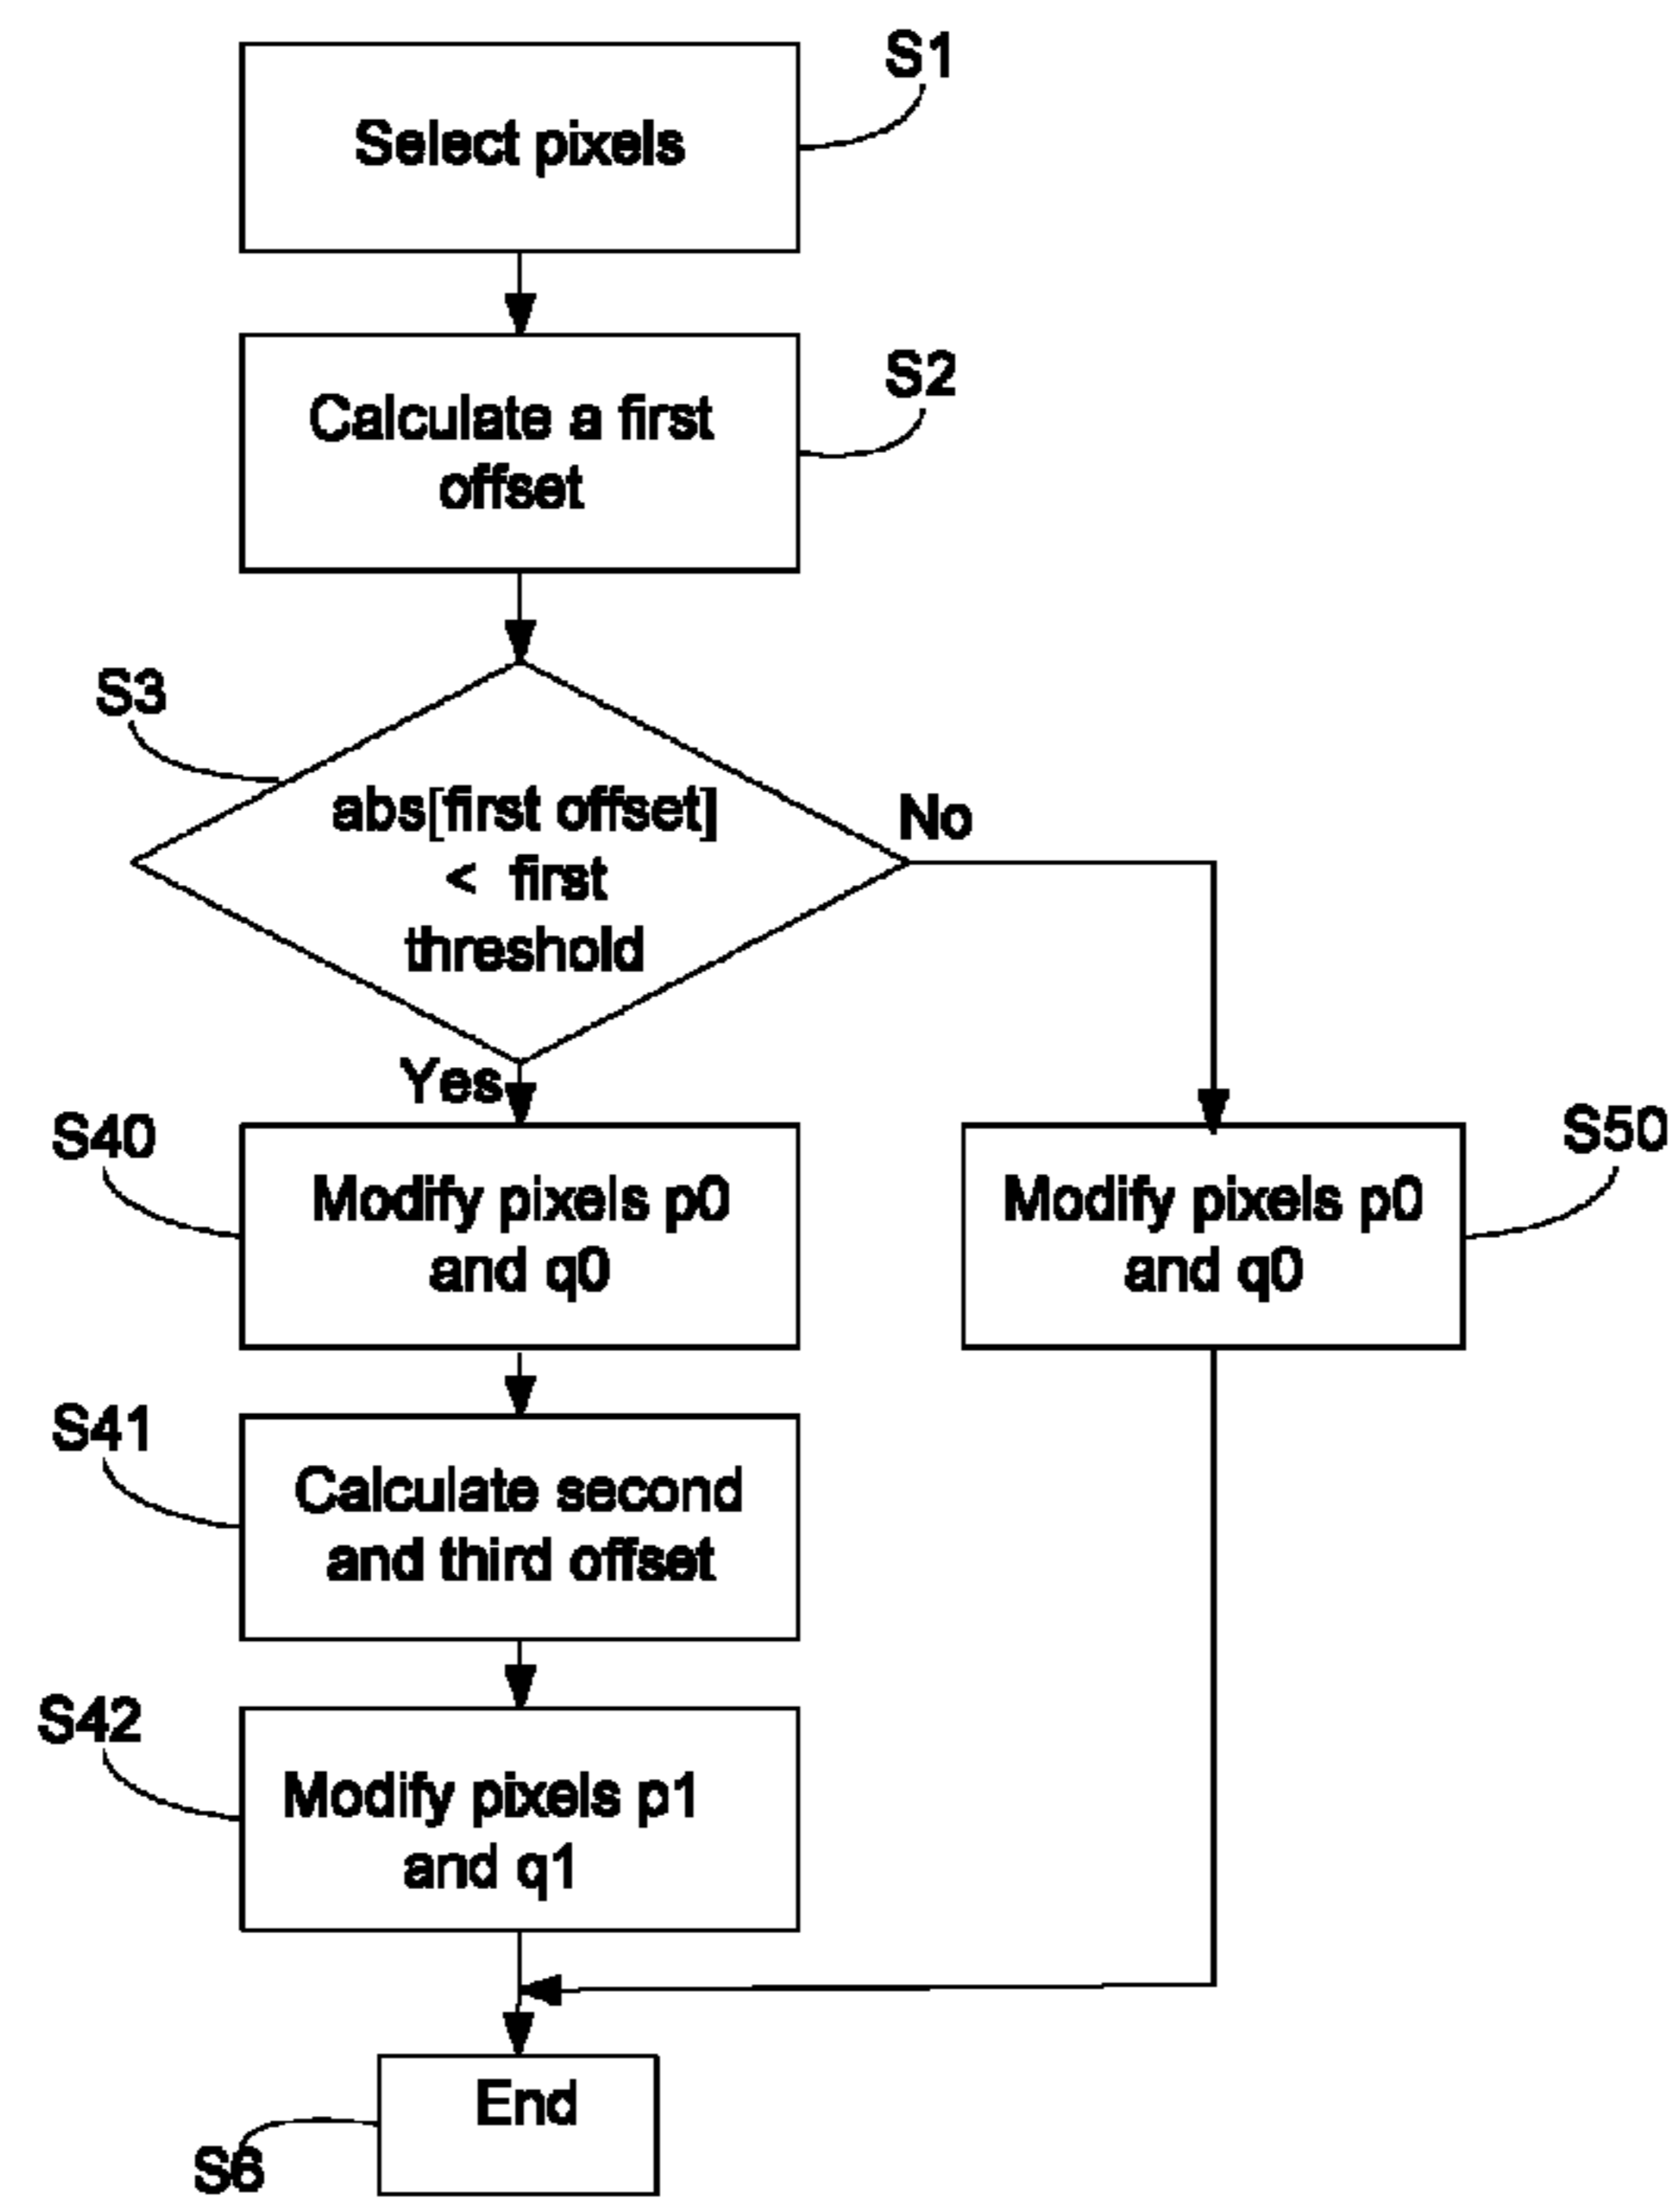 S1
Select pixels
S2
Calculate a first
offset
S3
abs[first offset]
< first
threshold
No
Yes
S40
Modify pixels p0
and q0
S50
Modify pixels p0
and q0
S41
Calculate second
and third offset
S42
Modify pixels p1
and q1
End
S6